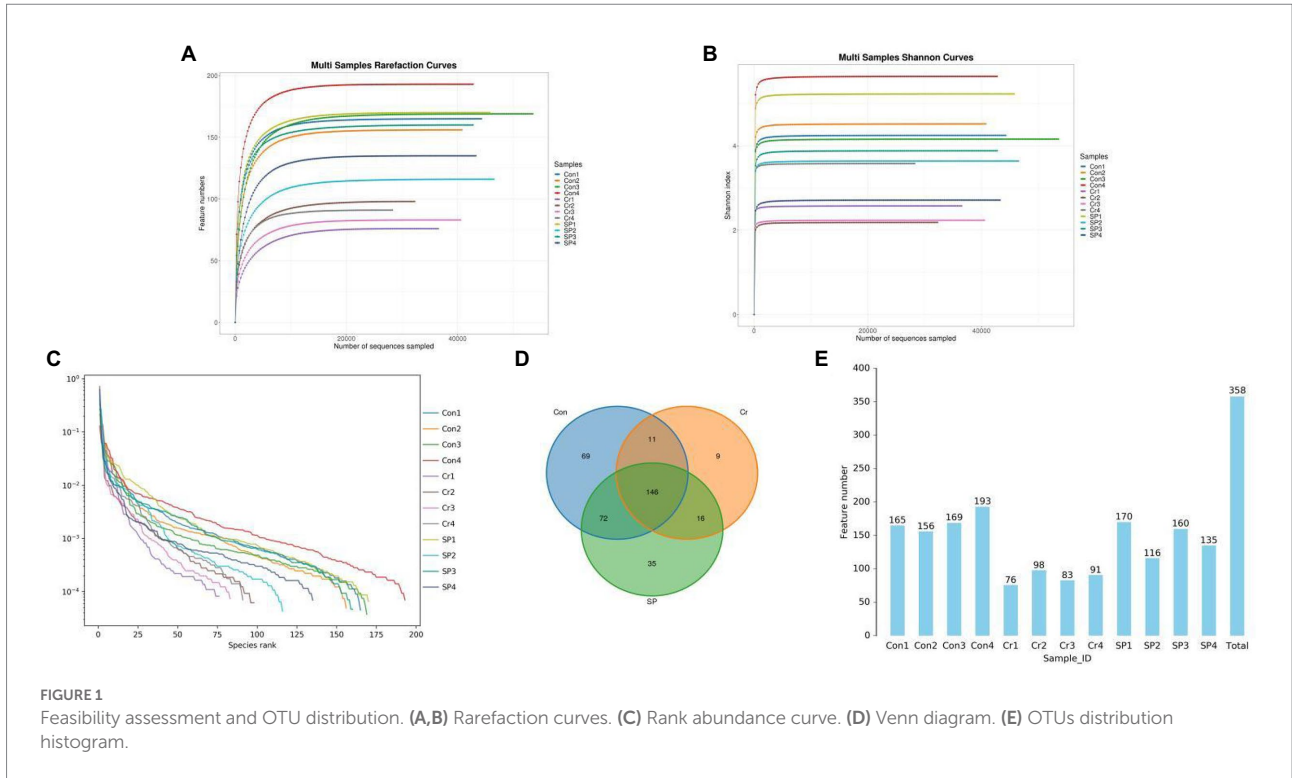 A
Multi Samples Rarefaction Curves
200
150
100
50
0
Feature numbers
0 20000 40000
Number of sequences sampled
Samples
Con1
Con2
Con3
Con4
Cr1
Cr2
Cr3
Cr4
SP1
SP2
SP3
SP4
B
Multi Samples Shannon Curves
4
2
0
Shannon index
0 20000 40000
Number of sequences sampled
Samples
Con1
Con2
Con3
Con4
Cr1
Cr2
Cr3
Cr4
SP1
SP2
SP3
SP4
C
10⁰
10⁻¹
10⁻²
10⁻³
10⁻⁴
0 25 50 75 100 125 150 175 200
Species rank
Con1
Con2
Con3
Con4
Cr1
Cr2
Cr3
Cr4
SP1
SP2
SP3
SP4
D
Con Cr
11
69 9
146
72 16
35
SP
E
400
350
300
250
200
150
100
50
0
Feature number
165 156 169 193 76 98 83 91 170 116 160 135 358
Con1 Con2 Con3 Con4 Cr1 Cr2 Cr3 Cr4 SP1 SP2 SP3 SP4 Total
Sample_ID
FIGURE 1
Feasibility assessment and OTU distribution. (A,B) Rarefaction curves. (C) Rank abundance curve. (D) Venn diagram. (E) OTUs distribution
histogram.